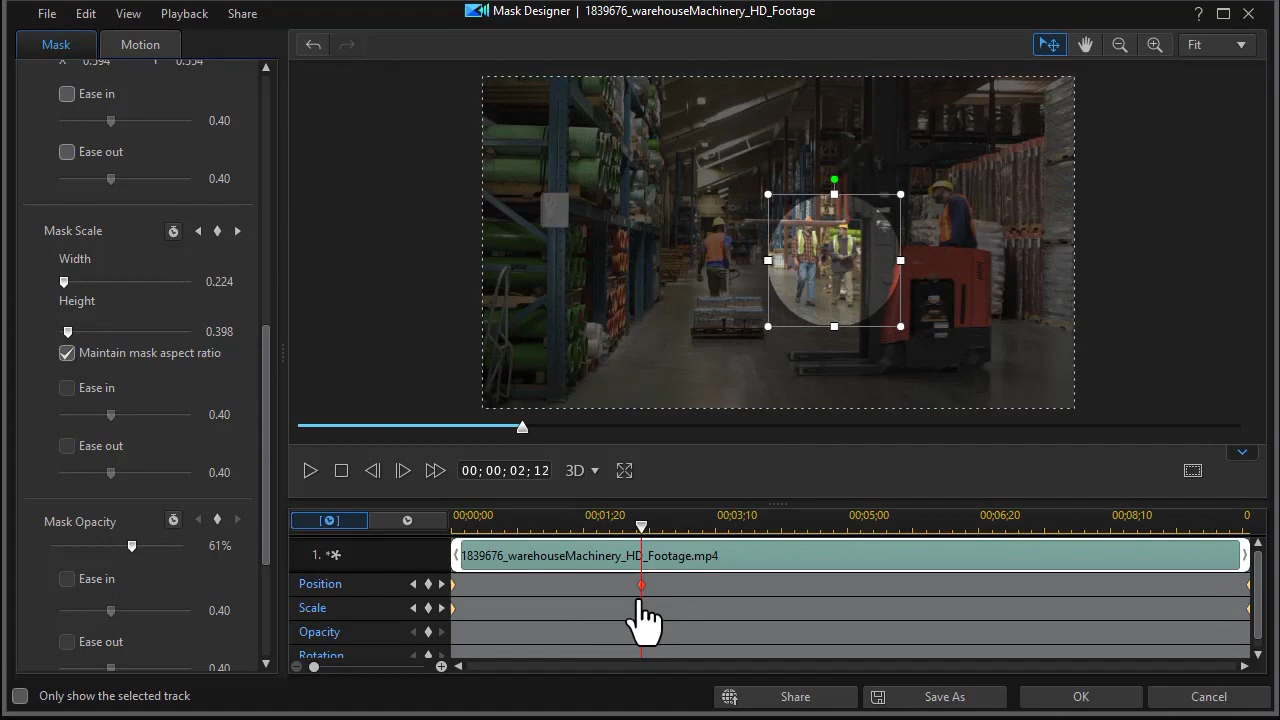 File Edit View Playback Share
Mask Designer | 1839676_warehouseMachinery_HD_Footage
?
Mask Motion
Fit
X 0.594 Y 0.554
Ease in
0.40
Ease out
0.40
Mask Scale
Width
0.224
Height
0.398
Maintain mask aspect ratio
Ease in
0.40
Ease out
0.40
Mask Opacity
61%
Ease in
0.40
Ease out
0.40
00; 00; 02; 12
3D
00;00;00 00;01;20 00;03;10 00;05;00 00;06;20 00;08;10 0
1. 1839676_warehouseMachinery_HD_Footage.mp4
Position
Scale
Opacity
Rotation
Only show the selected track
Share Save As OK Cancel